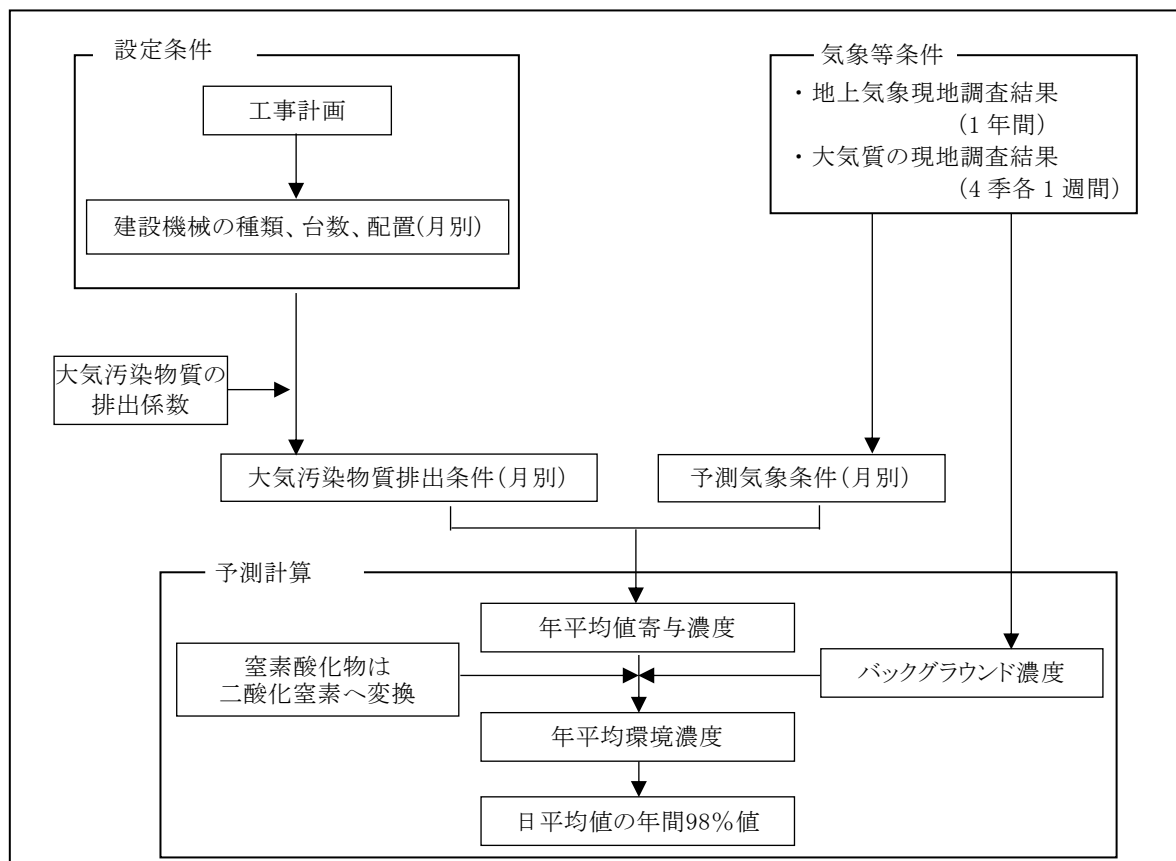 設定条件
工事計画
建設機械の種類、台数、配置(月別)
気象等条件
・地上気象現地調査結果
(1年間)
・大気質の現地調査結果
(4季各1週間)
大気汚染物質の
排出係数
大気汚染物質排出条件(月別)
予測気象条件(月別)
予測計算
年平均値寄与濃度
窒素酸化物は
二酸化窒素へ変換
バックグラウンド濃度
年平均環境濃度
日平均値の年間98%値